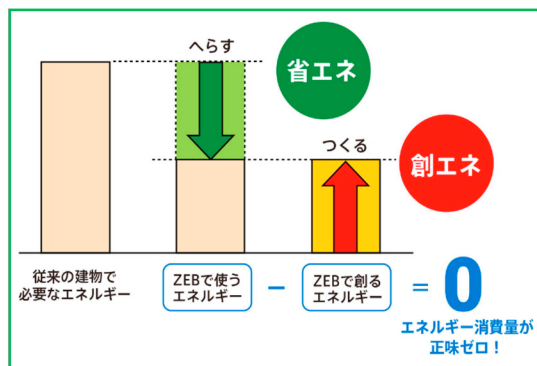 へらす
省エネ
つくる
創エネ
従来の建物で
必要なエネルギー
ZEBで使う
エネルギー
－
ZEBで創る
エネルギー
＝
0
エネルギー消費量が
正味ゼロ！